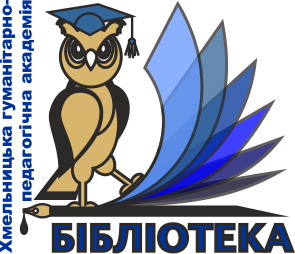 Хмельницька гуманітарно-
педагогічна академія
БІБЛІОТЕКА